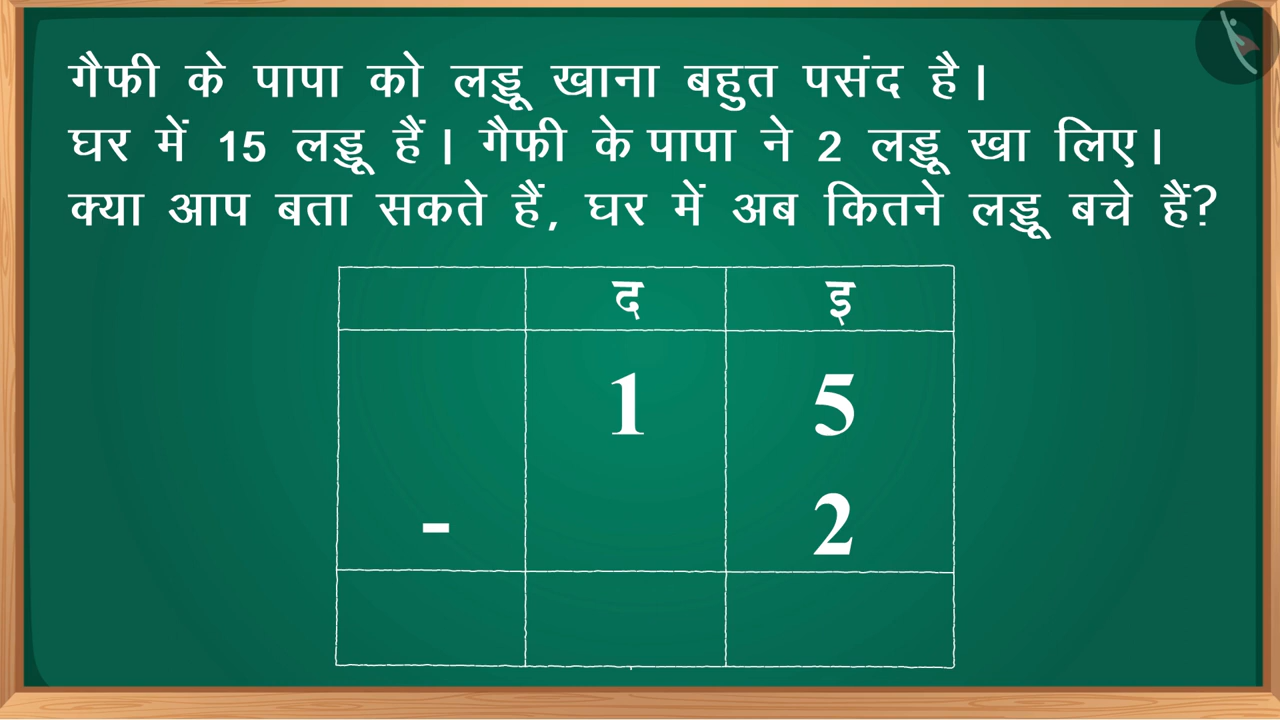 गैफी के पापा को लड्डू खाना बहुत पसंद है।
घर में 15 लड्डू हैं। गैफी के पापा ने 2 लड्डू खा लिए।
क्या आप बता सकते हैं, घर में अब कितने लड्डू बचे हैं?
द इ
1 5
- 2